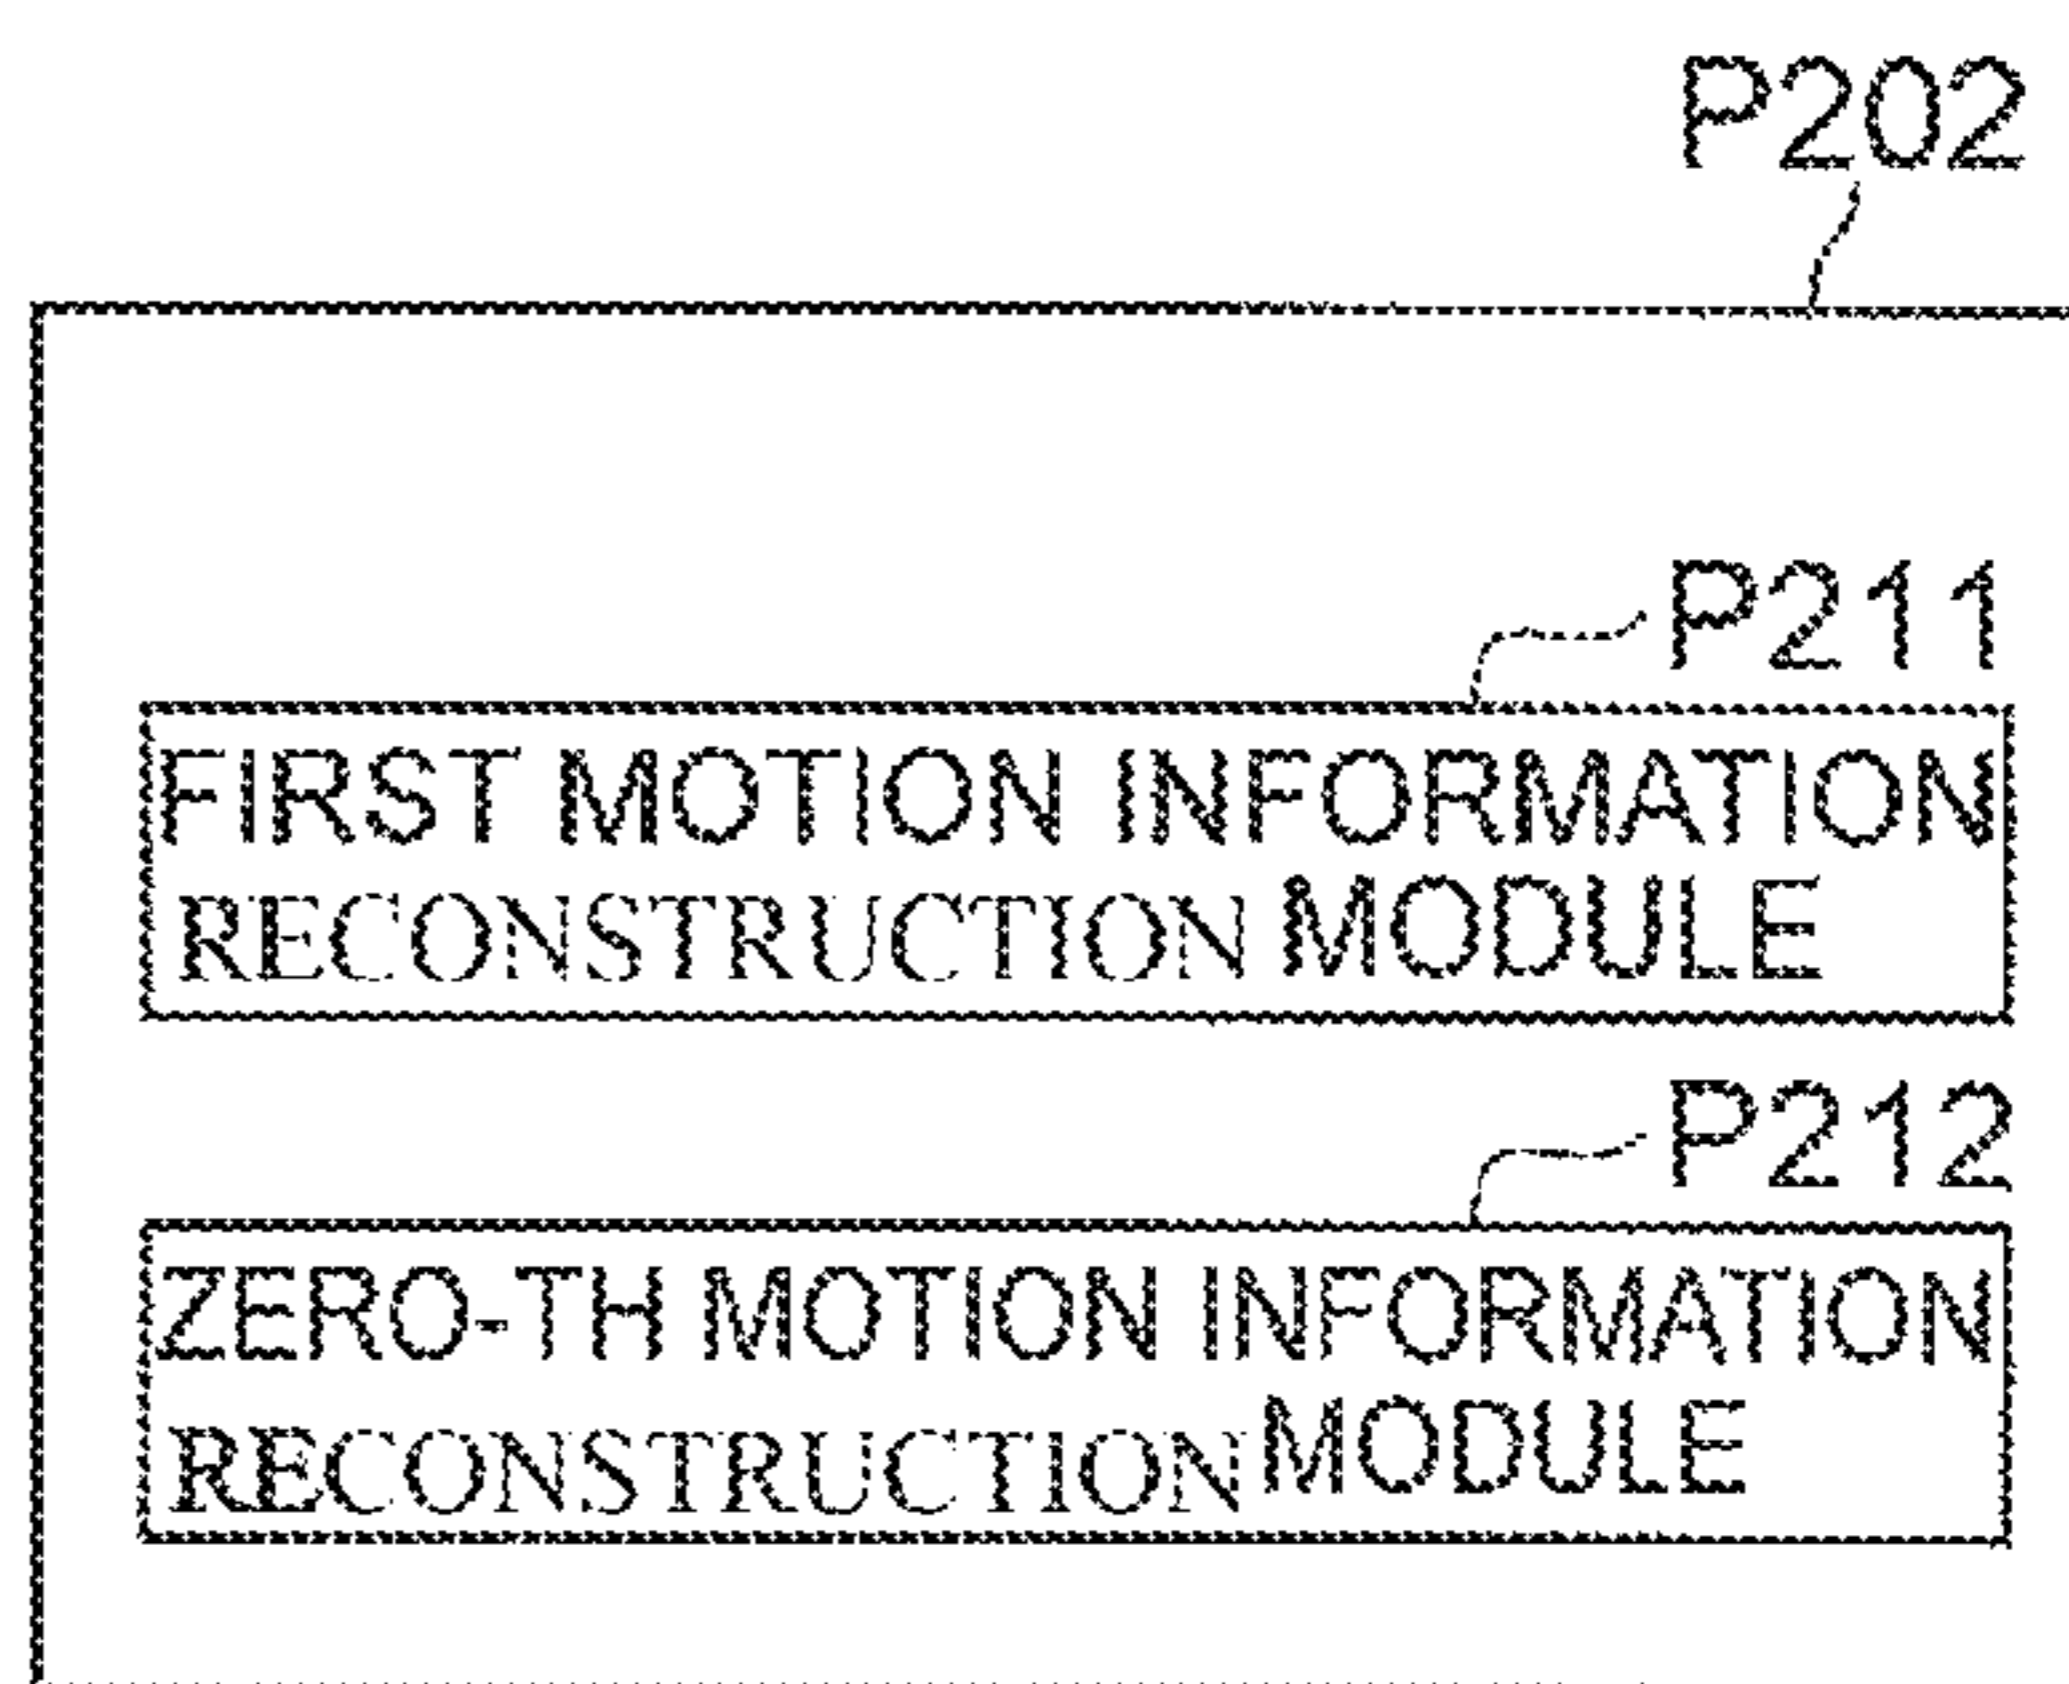 P202
P211
FIRST MOTION INFORMATION
RECONSTRUCTION MODULE
P212
ZERO-TH MOTION INFORMATION
RECONSTRUCTION MODULE